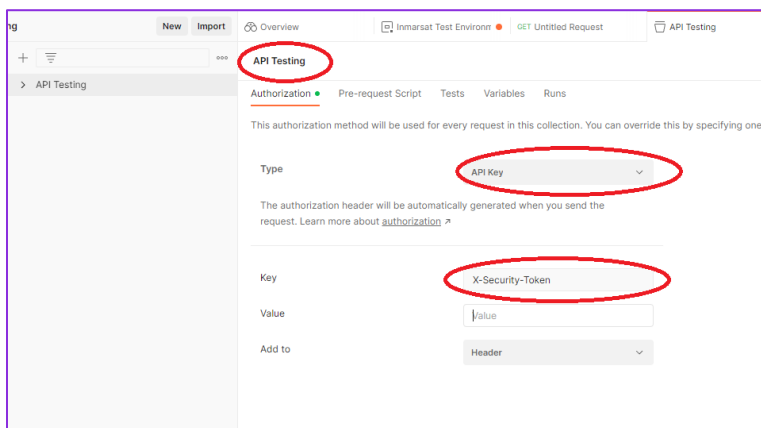 ng New Import Overview Inmarsat Test Environm GET Untitled Request API Testing
API Testing
API Testing
Authorization Pre-request Script Tests Variables Runs
This authorization method will be used for every request in this collection. You can override this by specifying one
Type API Key
The authorization header will be automatically generated when you send the
request. Learn more about authorization ↗
Key X-Security-Token
Value Value
Add to Header